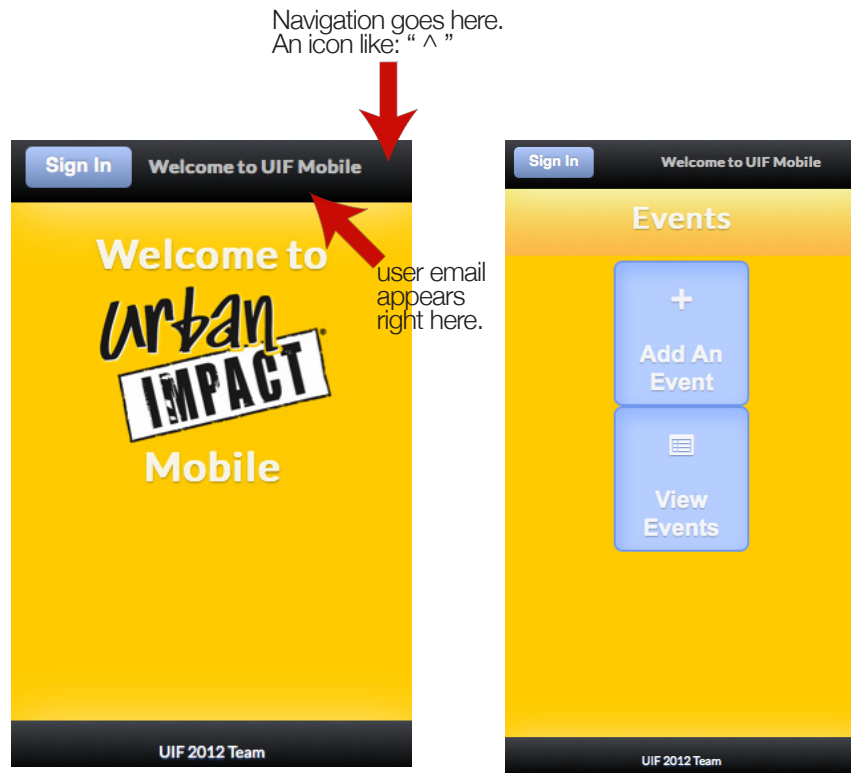 Navigation goes here.
An icon like: “ ^ ”
Sign In
Welcome to UIF Mobile
Welcome to
urban
IMPACT
Mobile
user email
appears
right here.
UIF 2012 Team
Sign In
Welcome to UIF Mobile
Events
+
Add An
Event
View
Events
UIF 2012 Team